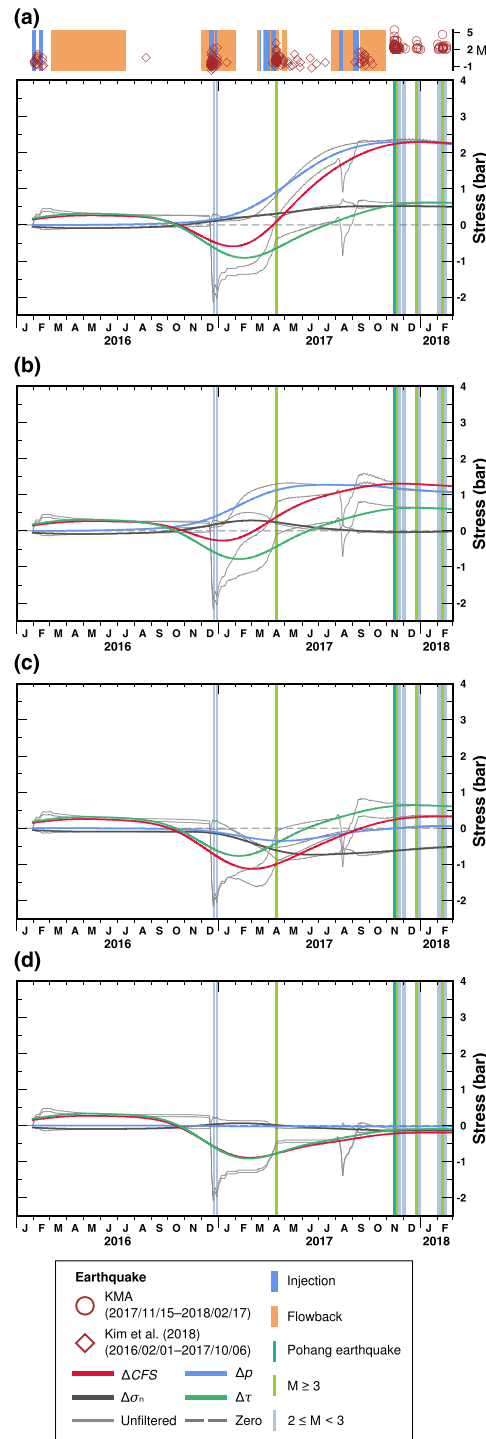 (a)
5
2 M
-1
4
3
2
1
0
-1
-2
Stress (bar)
J F M A M J J A S O N D J F M A M J J A S O N D J F
2016 2017 2018
(b)
4
3
2
1
0
-1
-2
Stress (bar)
J F M A M J J A S O N D J F M A M J J A S O N D J F
2016 2017 2018
(c)
4
3
2
1
0
-1
-2
Stress (bar)
J F M A M J J A S O N D J F M A M J J A S O N D J F
2016 2017 2018
(d)
4
3
2
1
0
-1
-2
Stress (bar)
J F M A M J J A S O N D J F M A M J J A S O N D J F
2016 2017 2018
Earthquake
KMA
(2017/11/15–2018/02/17)
Kim et al. (2018)
(2016/02/01–2017/10/06)
ΔCFS Δp
Δσₙ Δτ
Unfiltered Zero
Injection
Flowback
Pohang earthquake
M ≥ 3
2 ≤ M < 3